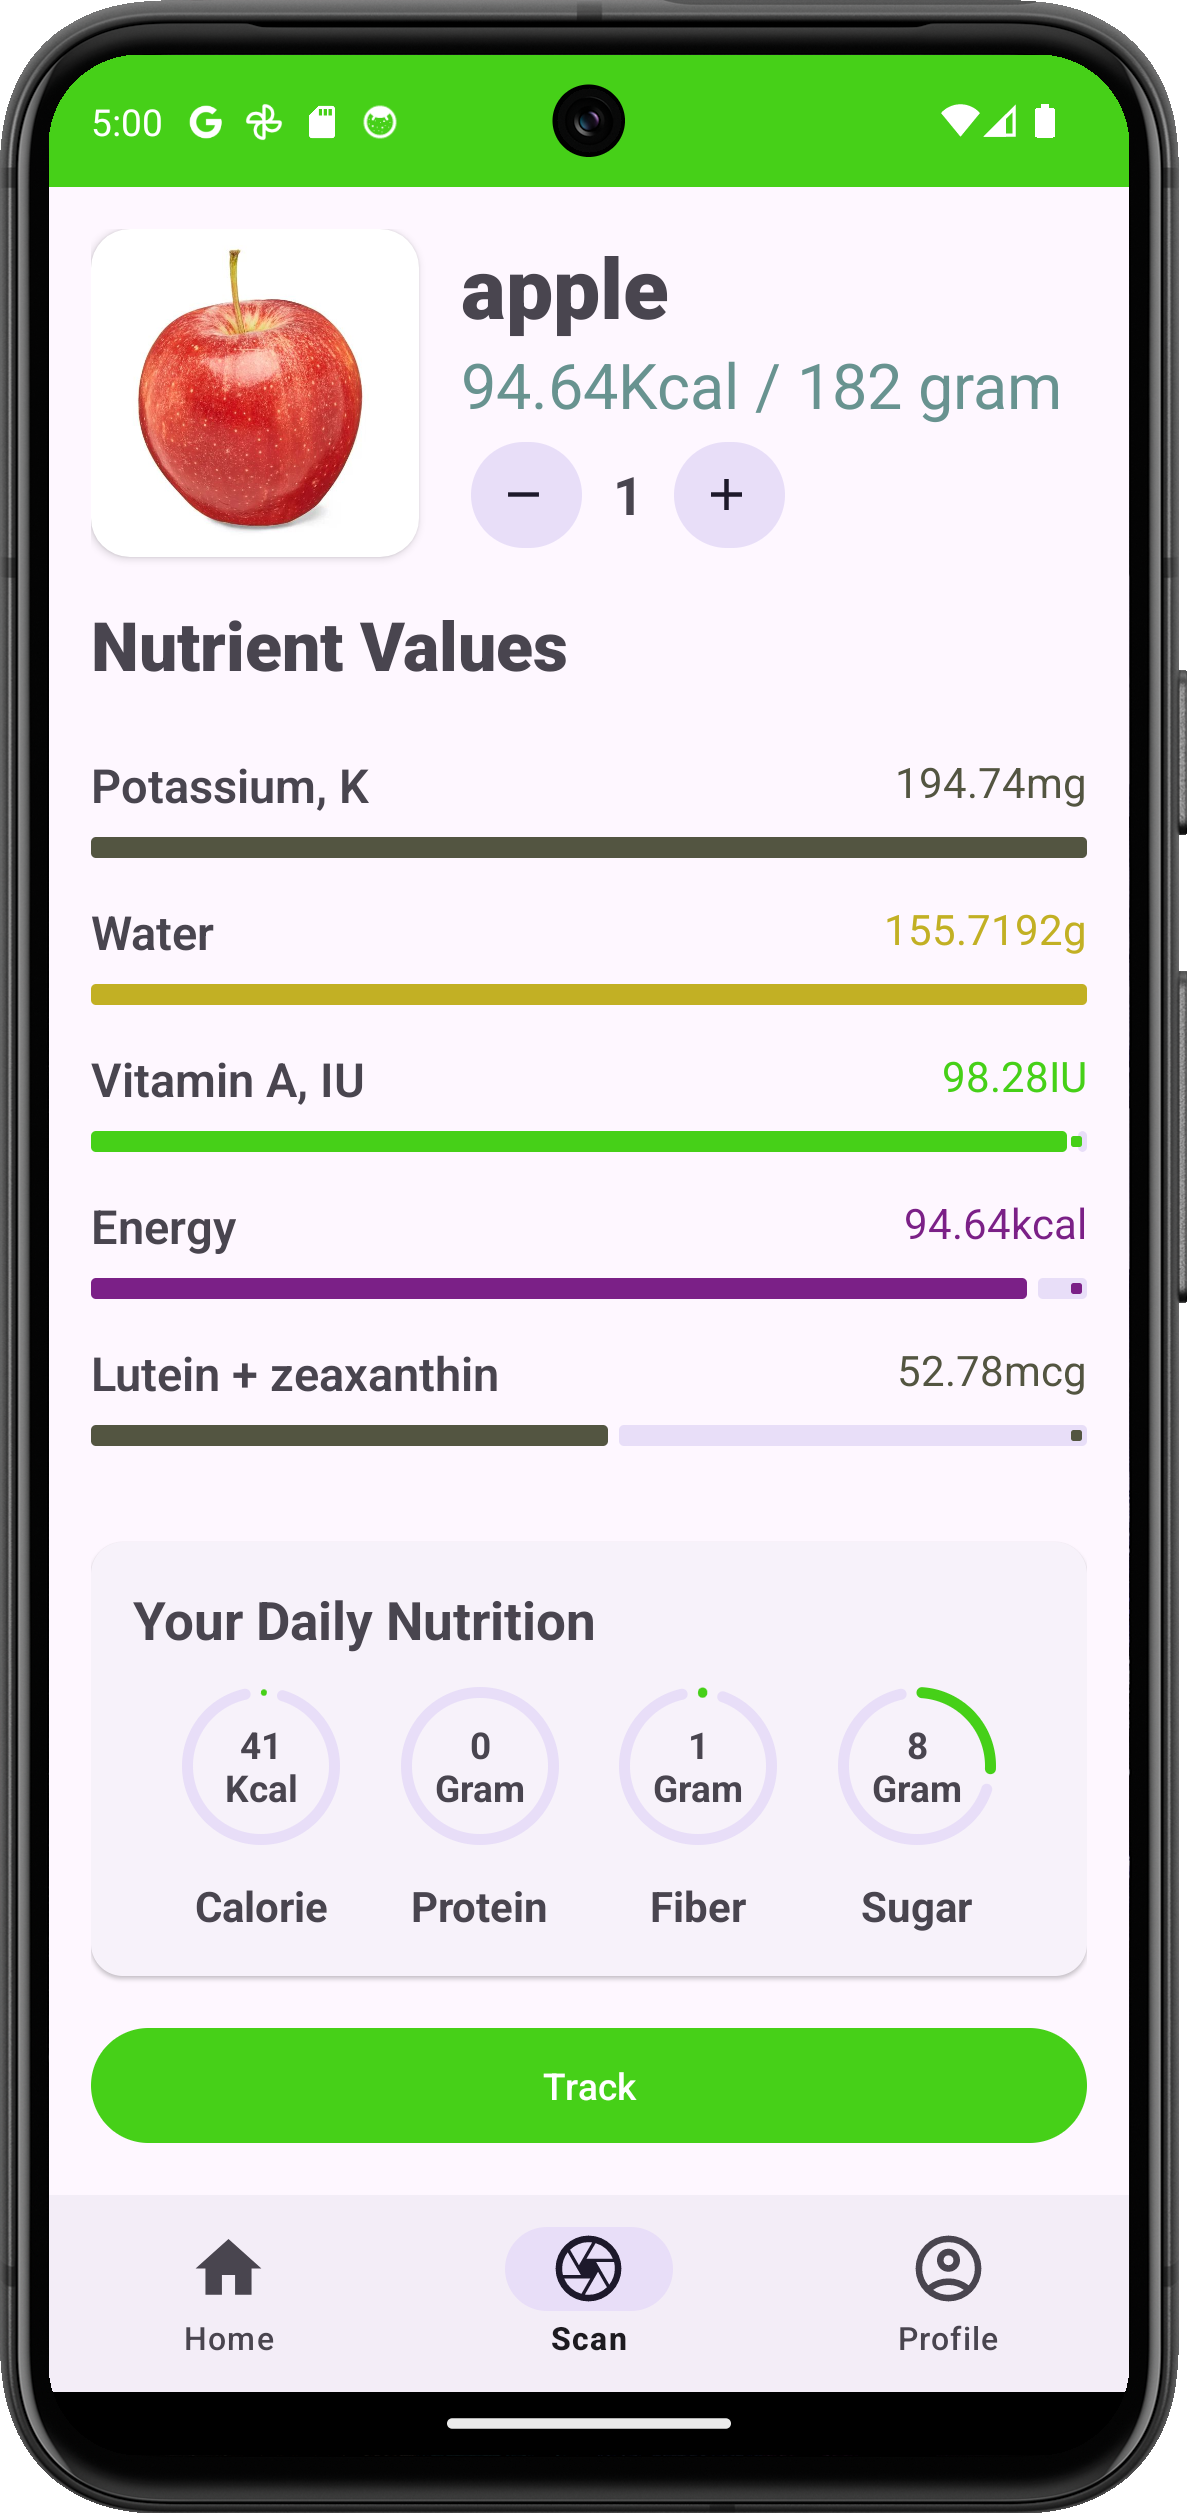 5:00
apple
94.64Kcal / 182 gram
1
Nutrient Values
Potassium, K 194.74mg
Water 155.7192g
Vitamin A, IU 98.28IU
Energy 94.64kcal
Lutein + zeaxanthin 52.78mcg
Your Daily Nutrition
41 0 1 8
Kcal Gram Gram Gram
Calorie Protein Fiber Sugar
Track
Home Scan Profile